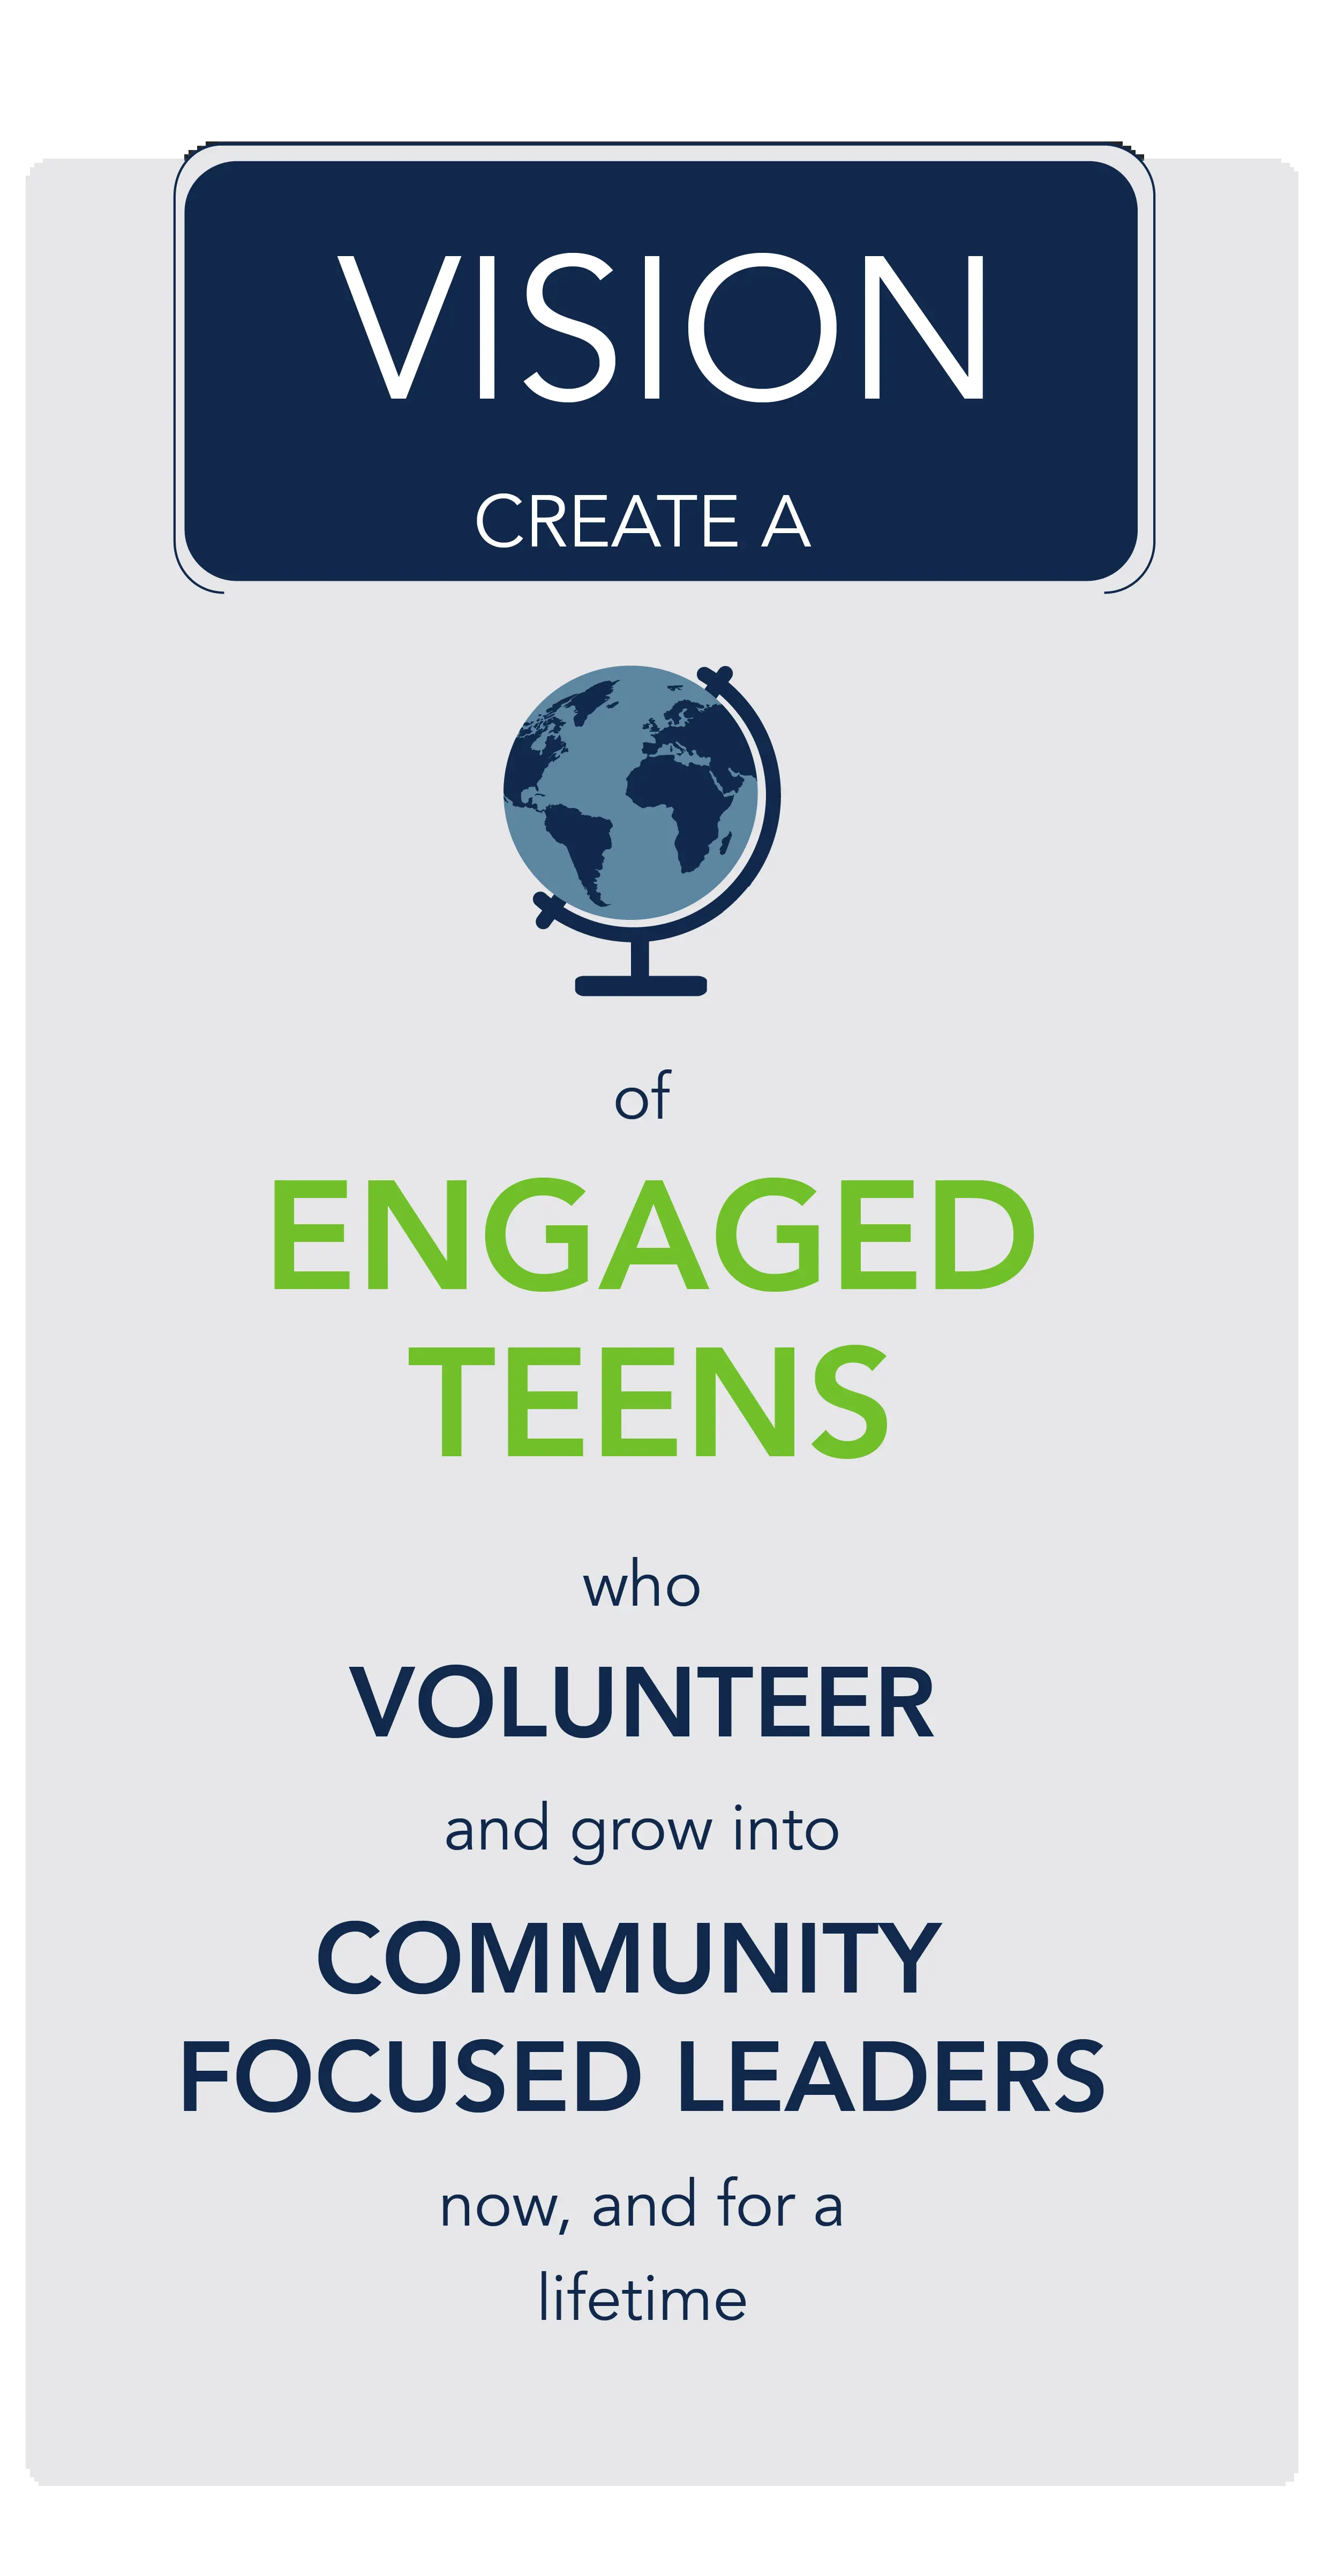 VISION
CREATE A
of
ENGAGED
TEENS
who
VOLUNTEER
and grow into
COMMUNITY
FOCUSED LEADERS
now, and for a
lifetime